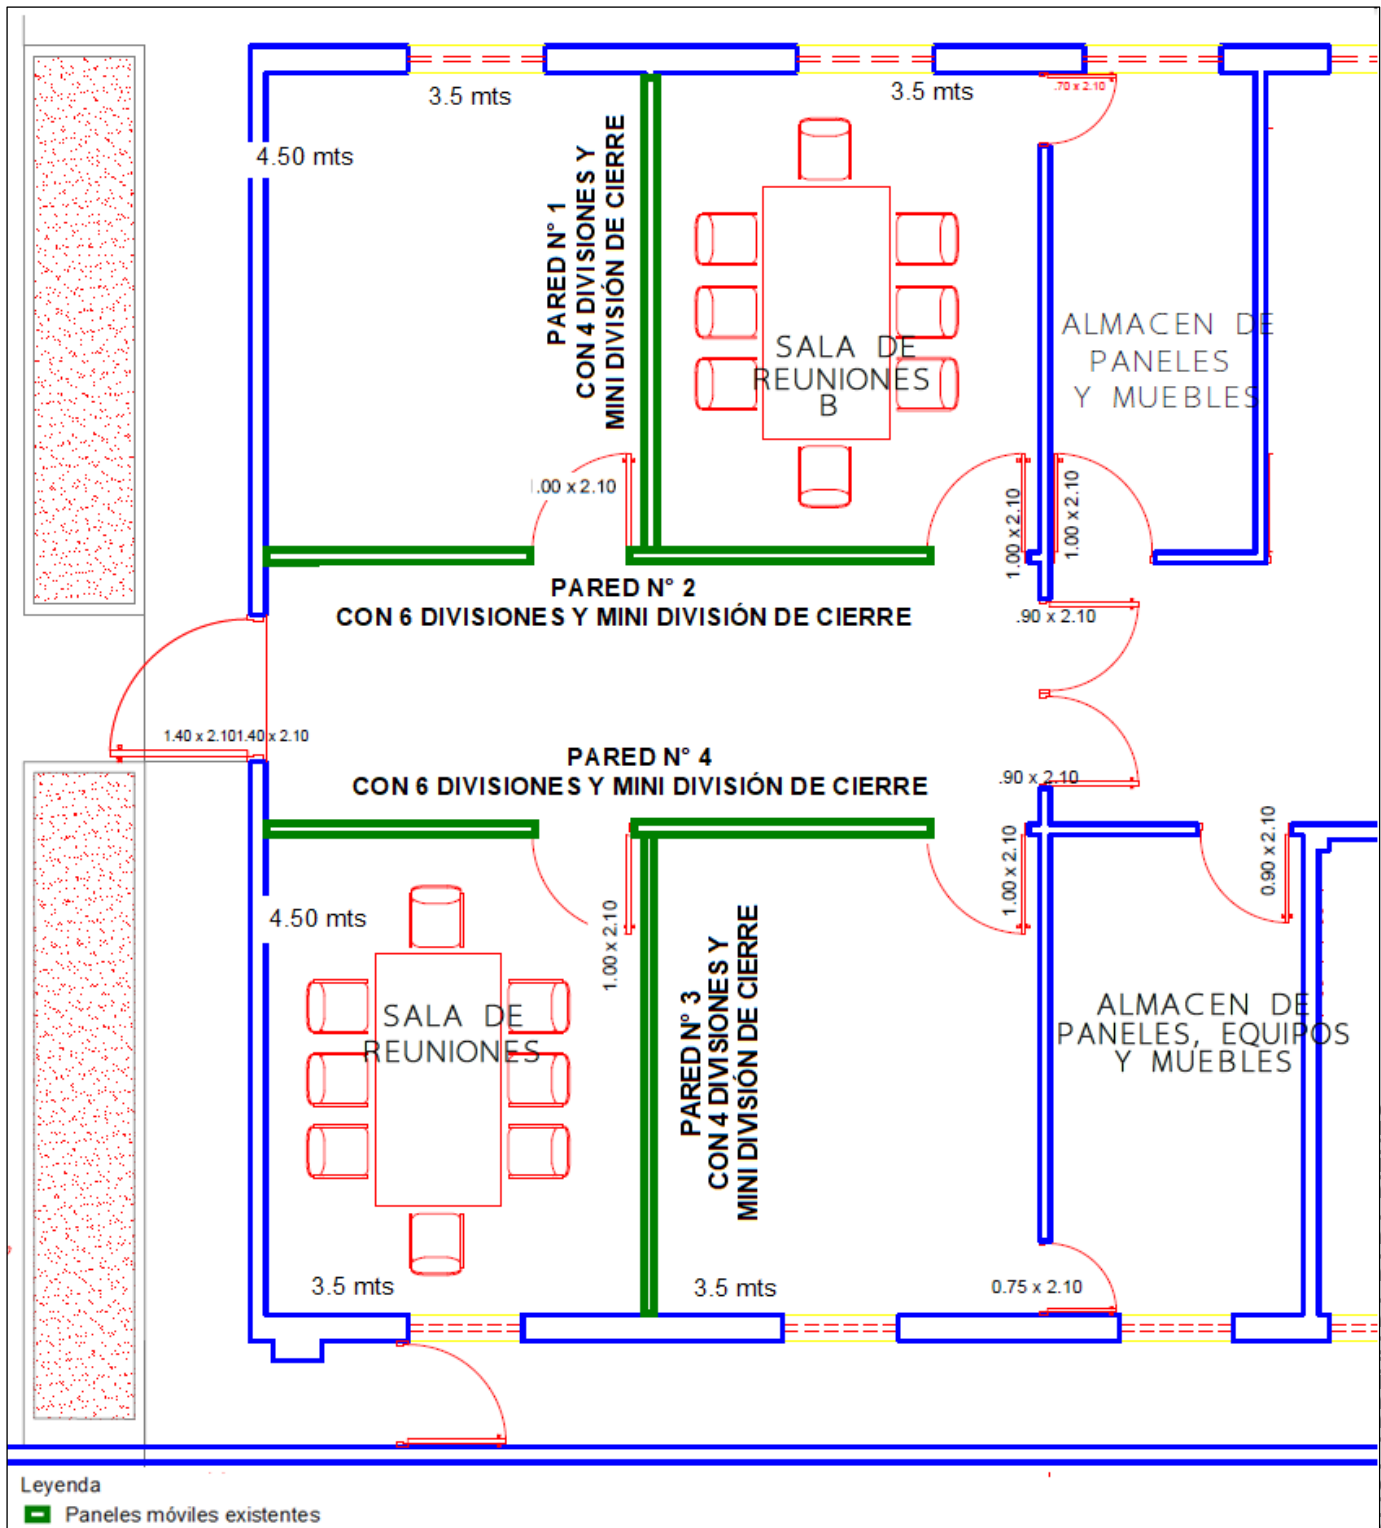 3.5 mts
3.5 mts
.70 x 2.10
4.50 mts
PARED N° 1
CON 4 DIVISIONES Y
MINI DIVISIÓN DE CIERRE
SALA DE
REUNIONES
B
ALMACEN DE
PANELES
Y MUEBLES
.00 x 2.10
1.00 x 2.10
1.00 x 2.10
PARED N° 2
CON 6 DIVISIONES Y MINI DIVISIÓN DE CIERRE
.90 x 2.10
1.40 x 2.101.40 x 2.10
PARED N° 4
CON 6 DIVISIONES Y MINI DIVISIÓN DE CIERRE
.90 x 2.10
1.00 x 2.10
0.90 x 2.10
4.50 mts
1.00 x 2.10
PARED N° 3
CON 4 DIVISIONES Y
MINI DIVISIÓN DE CIERRE
SALA DE
REUNIONES
ALMACEN DE
PANELES, EQUIPOS
Y MUEBLES
3.5 mts
3.5 mts
0.75 x 2.10
Leyenda
Paneles móviles existentes